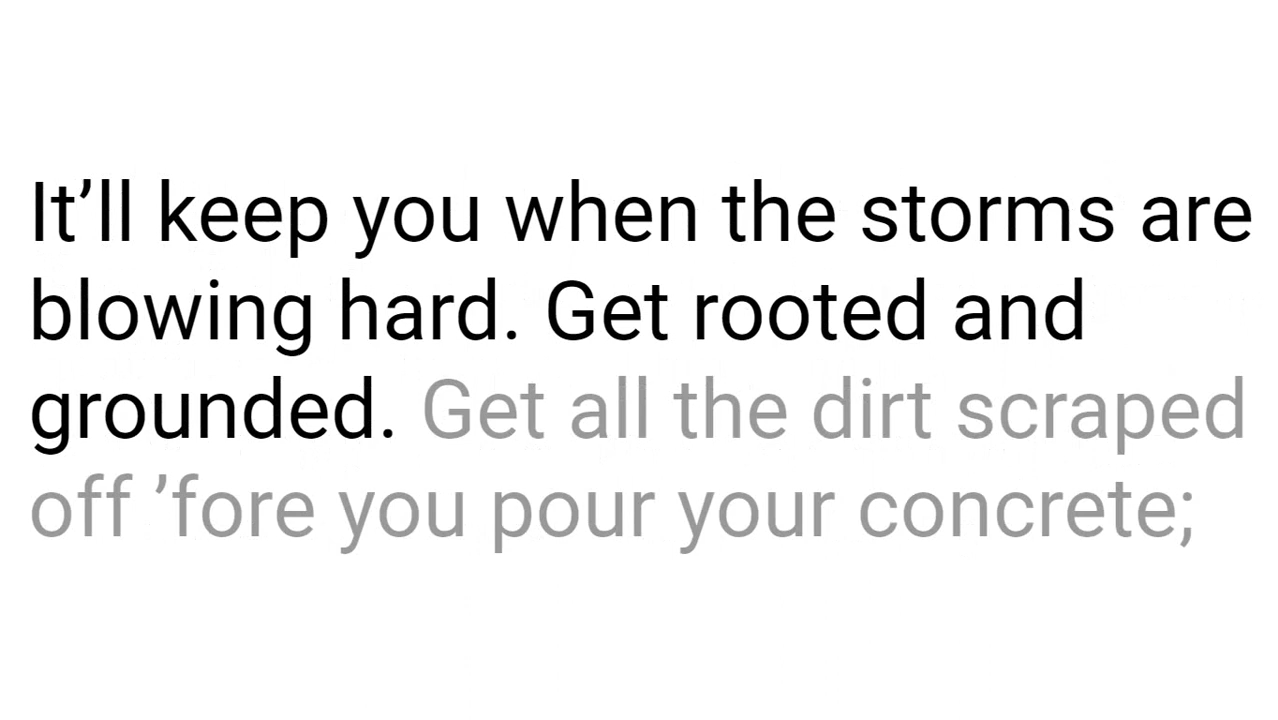 It’ll keep you when the storms are
blowing hard. Get rooted and
grounded. Get all the dirt scraped
off ’fore you pour your concrete;